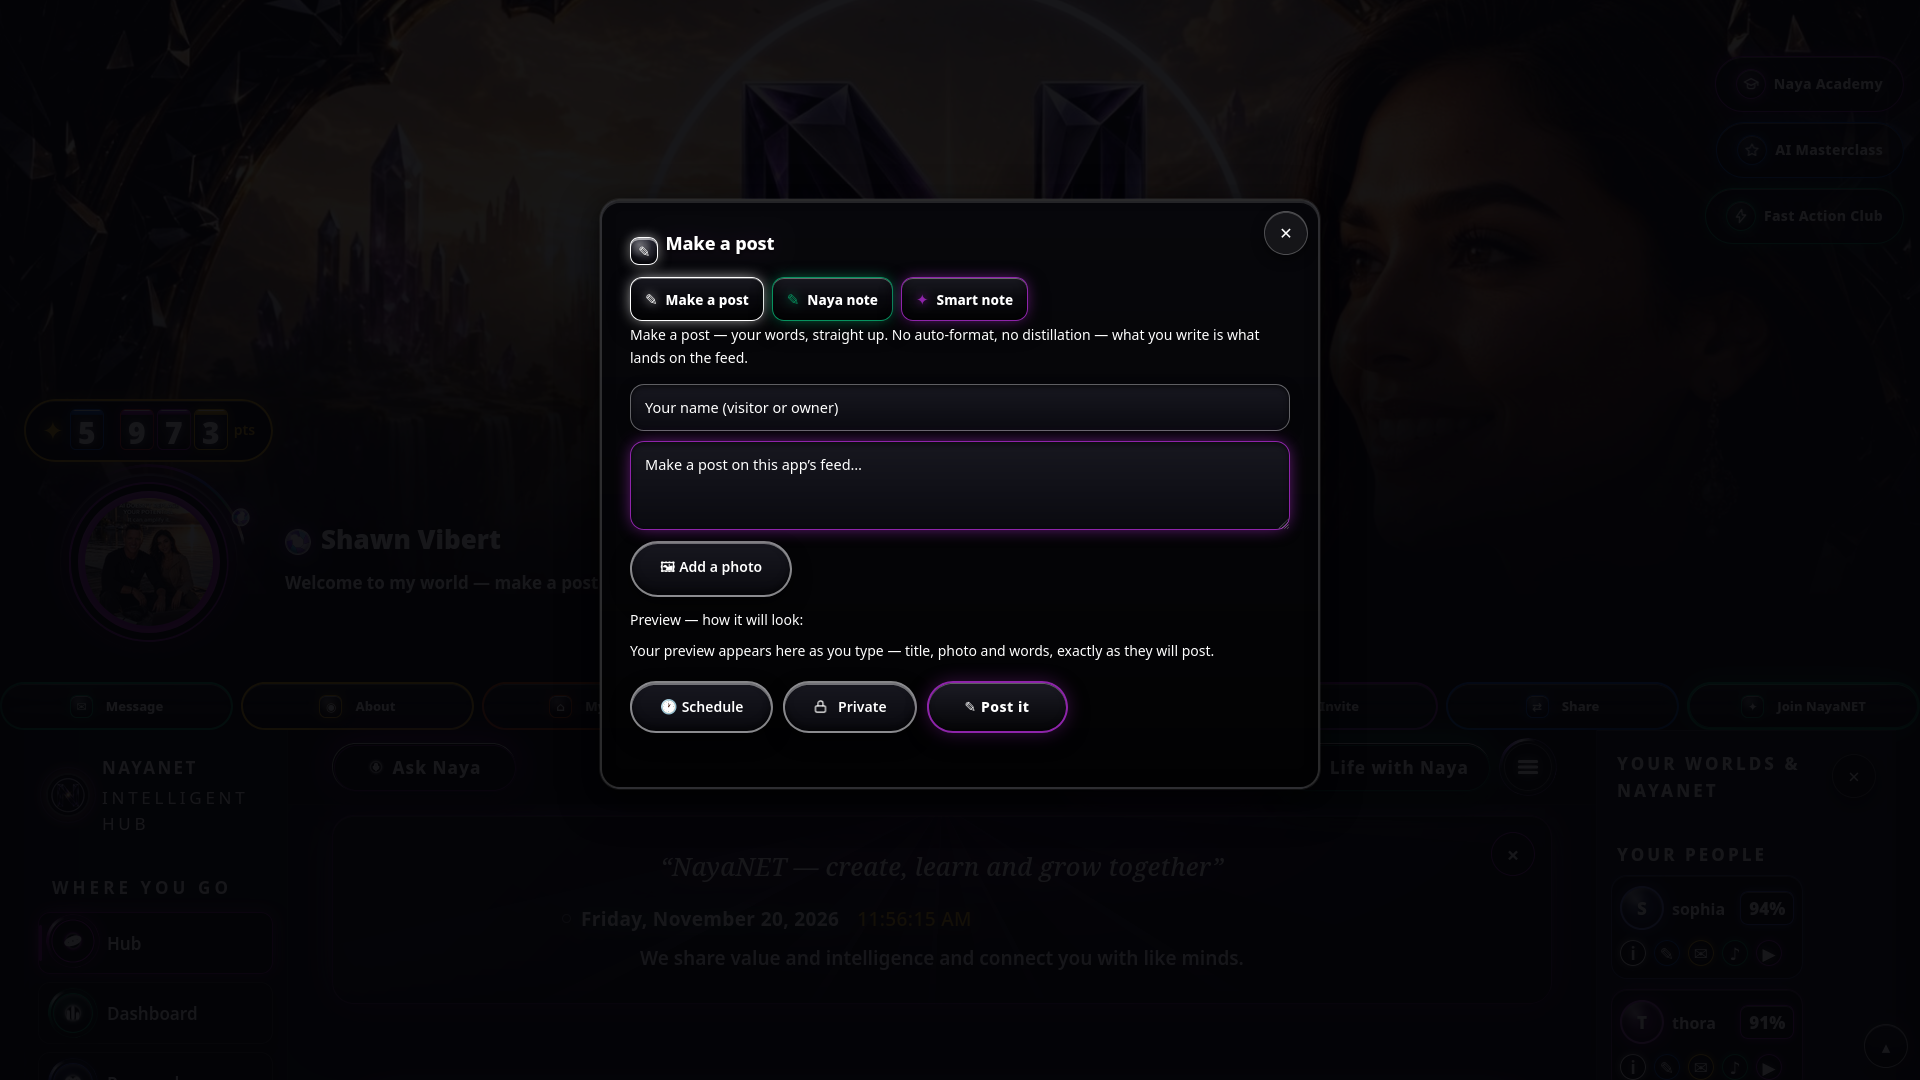 Naya Academy
AI Masterclass
Fast Action Club
Make a post
Make a post
Naya note
Smart note
Make a post — your words, straight up. No auto-format, no distillation — what you write is what
lands on the feed.
Your name (visitor or owner)
Make a post on this app’s feed…
Add a photo
Preview — how it will look:
Your preview appears here as you type — title, photo and words, exactly as they will post.
Schedule
Private
Post it
5 973 pts
Shawn Vibert
Welcome to my world — make a post
Message
About
My
Invite
Share
Join NayaNET
NAYANET
INTELLIGENT
HUB
WHERE YOU GO
Hub
Dashboard
Ask Naya
Life with Naya
“NayaNET — create, learn and grow together”
Friday, November 20, 2026 11:56:15 AM
We share value and intelligence and connect you with like minds.
YOUR WORLDS &
NAYANET
YOUR PEOPLE
S sophia 94%
T thora 91%